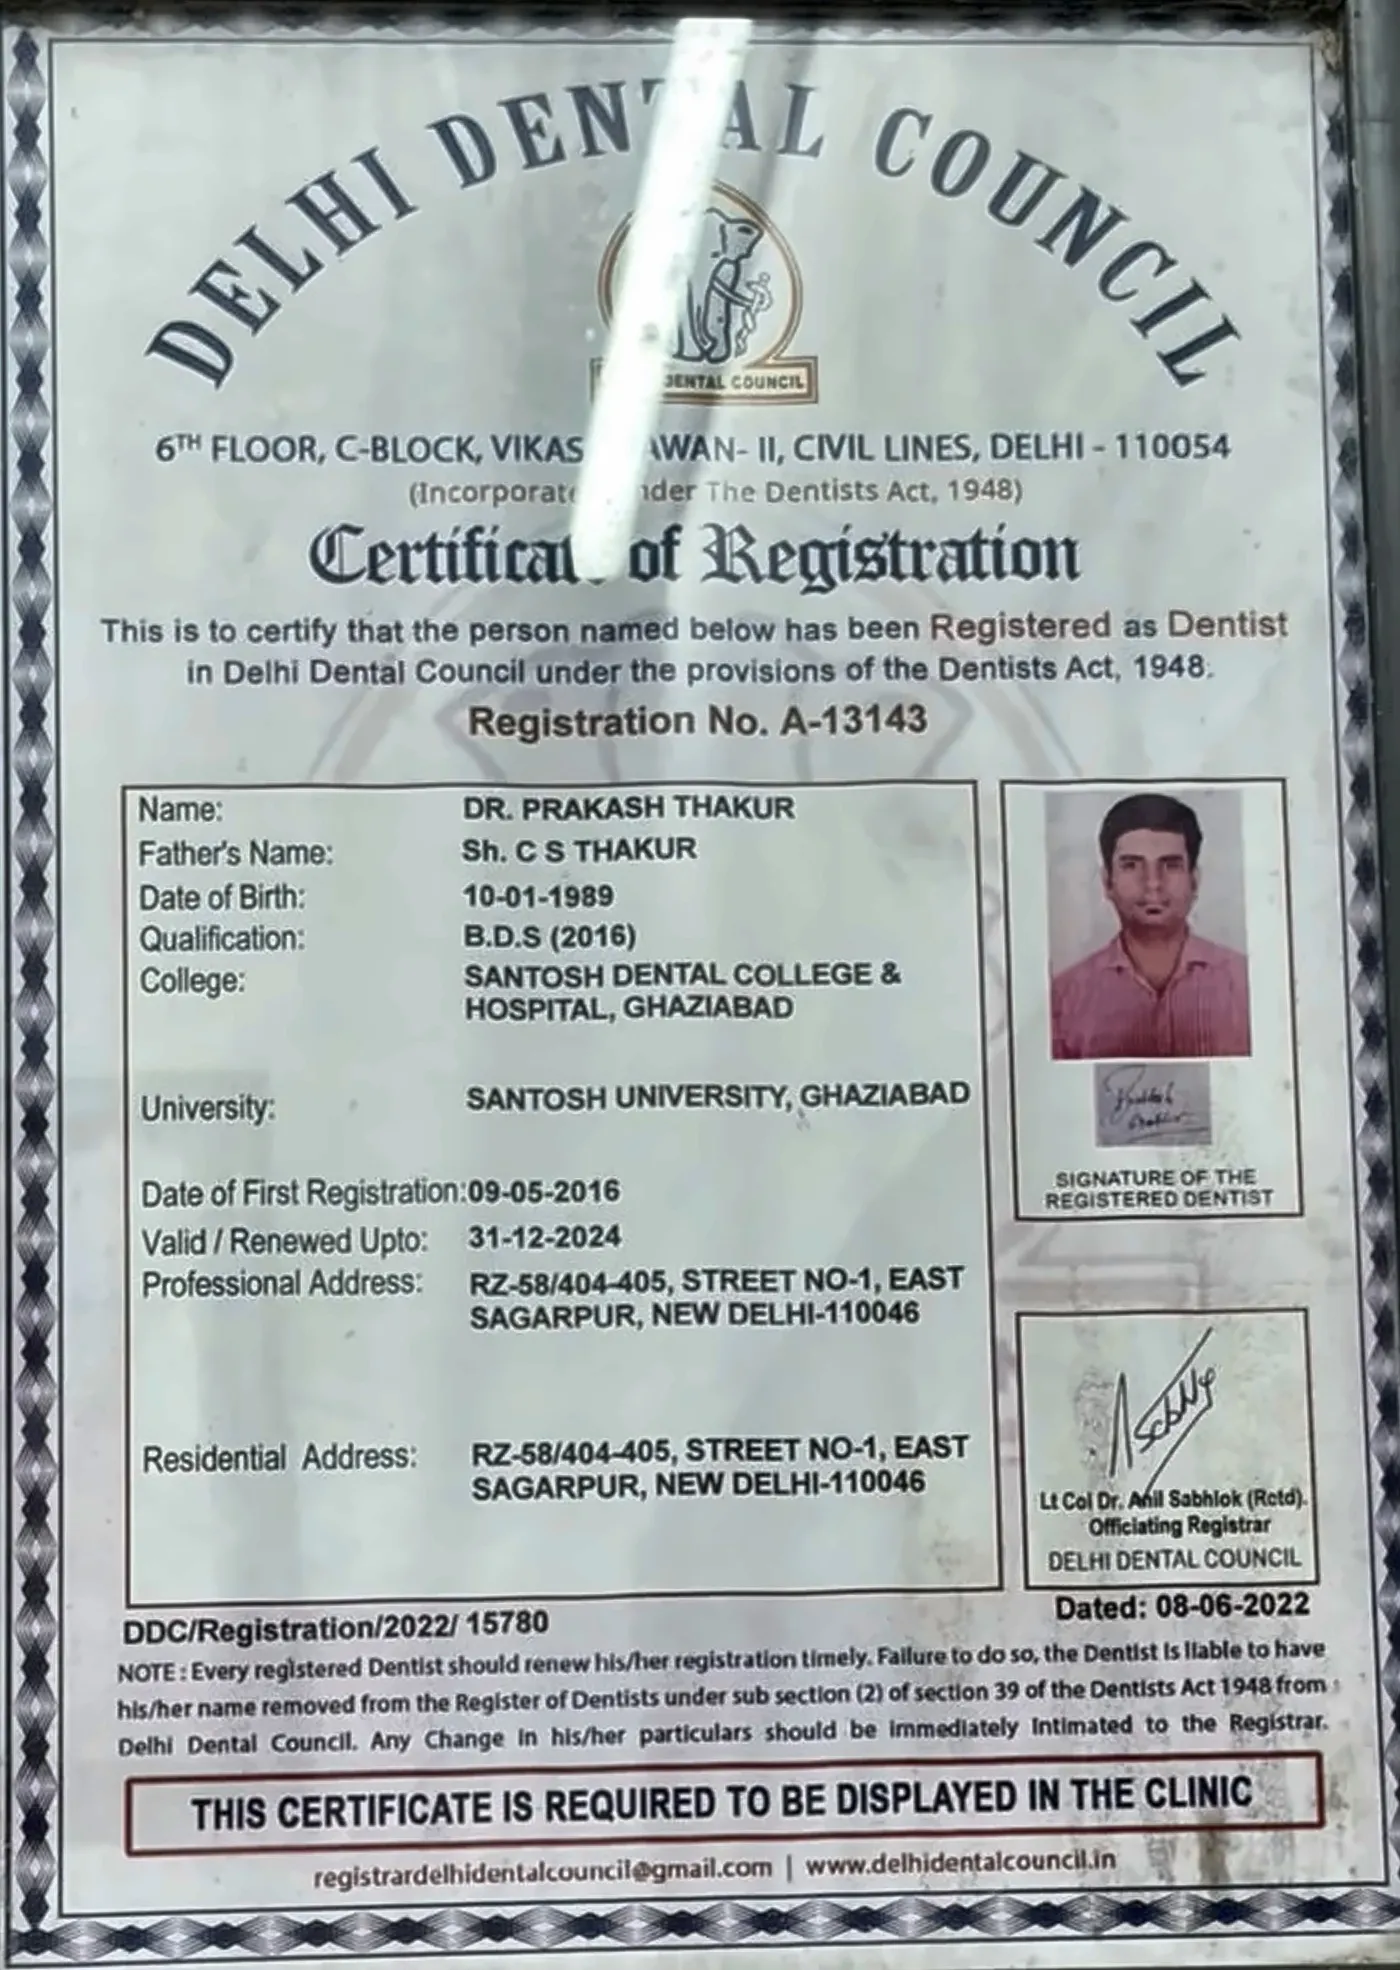 DELHI DENTAL COUNCIL
DENTAL COUNCIL
6TH FLOOR, C-BLOCK, VIKAS AWAN- II, CIVIL LINES, DELHI - 110054
(Incorporat nder The Dentists Act, 1948)
Certificat of Registration
This is to certify that the person named below has been Registered as Dentist
in Delhi Dental Council under the provisions of the Dentists Act, 1948.
Registration No. A-13143
Name: DR. PRAKASH THAKUR
Father's Name: Sh. C S THAKUR
Date of Birth: 10-01-1989
Qualification: B.D.S (2016)
College: SANTOSH DENTAL COLLEGE &
HOSPITAL, GHAZIABAD
University: SANTOSH UNIVERSITY, GHAZIABAD
Date of First Registration: 09-05-2016
Valid / Renewed Upto: 31-12-2024
Professional Address: RZ-58/404-405, STREET NO-1, EAST
SAGARPUR, NEW DELHI-110046
Residential Address: RZ-58/404-405, STREET NO-1, EAST
SAGARPUR, NEW DELHI-110046
SIGNATURE OF THE
REGISTERED DENTIST
Lt Col Dr. Anil Sabhlok (Retd).
Officiating Registrar
DELHI DENTAL COUNCIL
DDC/Registration/2022/ 15780
Dated: 08-06-2022
NOTE : Every registered Dentist should renew his/her registration timely. Failure to do so, the Dentist is liable to have
his/her name removed from the Register of Dentists under sub section (2) of section 39 of the Dentists Act 1948 from
Delhi Dental Council. Any Change in his/her particulars should be immediately intimated to the Registrar.
THIS CERTIFICATE IS REQUIRED TO BE DISPLAYED IN THE CLINIC
registrardelhidentalcouncil@gmail.com | www.delhidentalcouncil.in